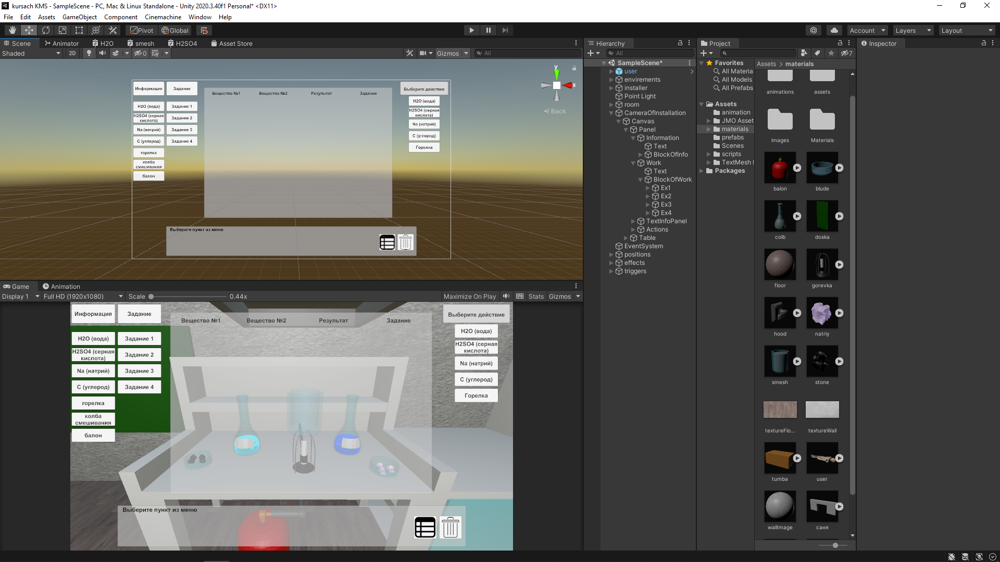 kursach KMS - SampleScene - PC, Mac & Linux Standalone - Unity 2020.3.40f1 Personal* <DX11>
File Edit Assets GameObject Component Cinemachine Window Help
Pivot Global
Account Layers Layout
Scene Animator H2O smesh H2SO4 Asset Store
Shaded 2D 0 Gizmos All
y
x
Back
Информация Задание
H2O (вода) Задание 1
H2SO4 (серная кислота) Задание 2
Na (натрий) Задание 3
C (углерод) Задание 4
горелка
колба смешивания
балон
Вещество №1 Вещество №2 Результат Задание
Выберите действие
H2O (вода)
H2SO4 (серная кислота)
Na (натрий)
C (углерод)
Горелка
Выберите пункт из меню
Game Animation
Display 1 Full HD (1920x1080) Scale 0.44x Maximize On Play Stats Gizmos
Информация Задание
H2O (вода) Задание 1
H2SO4 (серная
кислота) Задание 2
Na (натрий) Задание 3
C (углерод) Задание 4
горелка
колба
смешивания
балон
Вещество №1 Вещество №2 Результат Задание
Выберите действие
H2O (вода)
H2SO4 (серная
кислота)
Na (натрий)
C (углерод)
Горелка
Выберите пункт из меню
Hierarchy
All
SampleScene*
user
envirements
installer
Point Light
room
CameraOfInstallation
Canvas
Panel
Information
Text
BlockOfInfo
Work
Text
BlockOfWork
Ex1
Ex2
Ex3
Ex4
TextInfoPanel
Actions
Table
EventSystem
positions
effects
triggers
Project
7
Favorites
All Materia
All Models
All Prefabs
Assets
animation
JMO Asset
materials
prefabs
Scenes
scripts
TextMesh
Packages
Assets > materials
animations assets
images Materials
balon blude
colb doska
floor gorevka
hood natriy
smesh stone
textureFlo... textureWall
tumba user
wallImage саня
Inspector